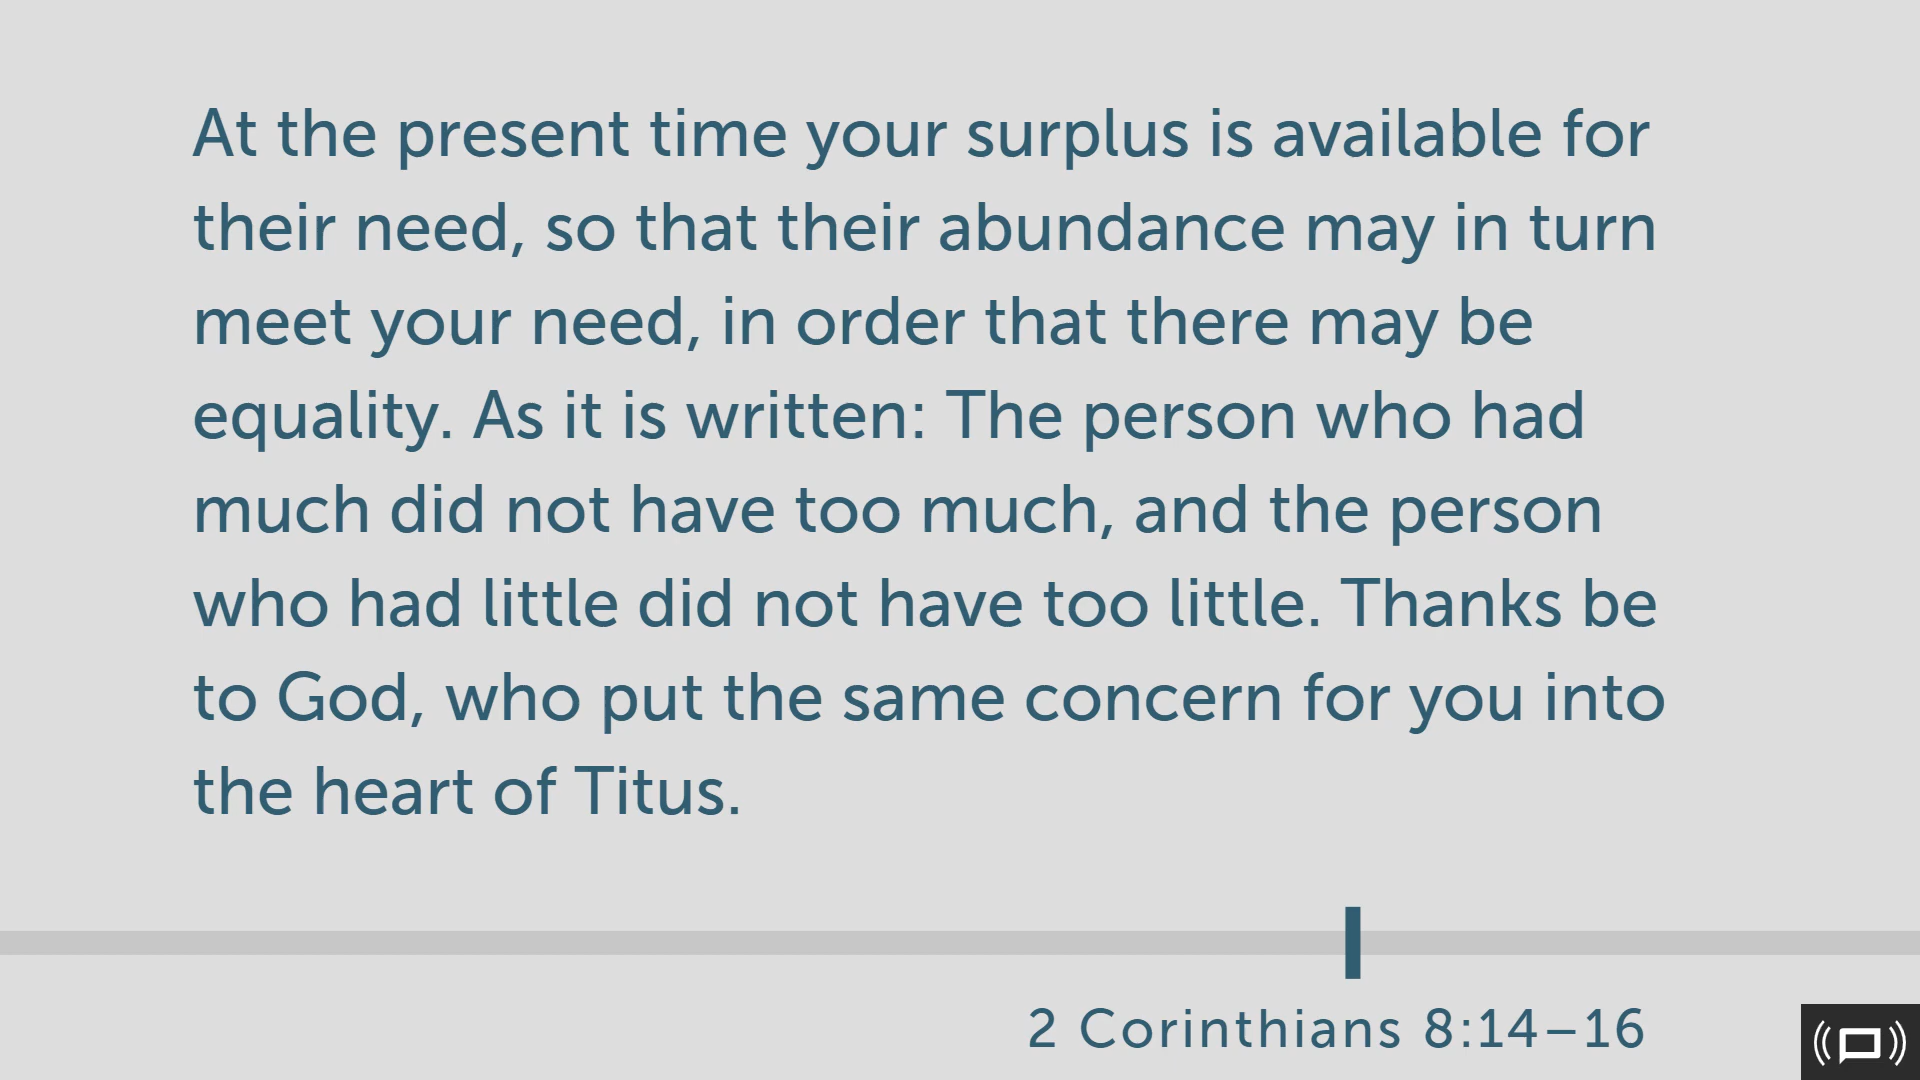 At the present time your surplus is available for
their need, so that their abundance may in turn
meet your need, in order that there may be
equality. As it is written: The person who had
much did not have too much, and the person
who had little did not have too little. Thanks be
to God, who put the same concern for you into
the heart of Titus.
2 Corinthians 8:14–16